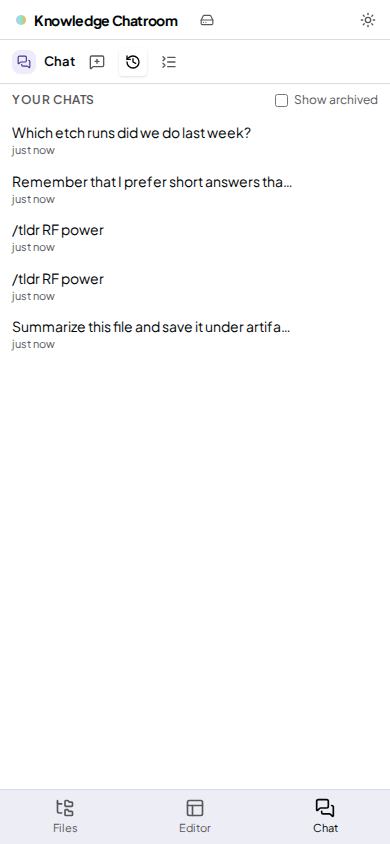 Knowledge Chatroom
Chat
YOUR CHATS
Show archived
Which etch runs did we do last week?
just now
Remember that I prefer short answers tha...
just now
/tldr RF power
just now
/tldr RF power
just now
Summarize this file and save it under artifa...
just now
Files
Editor
Chat